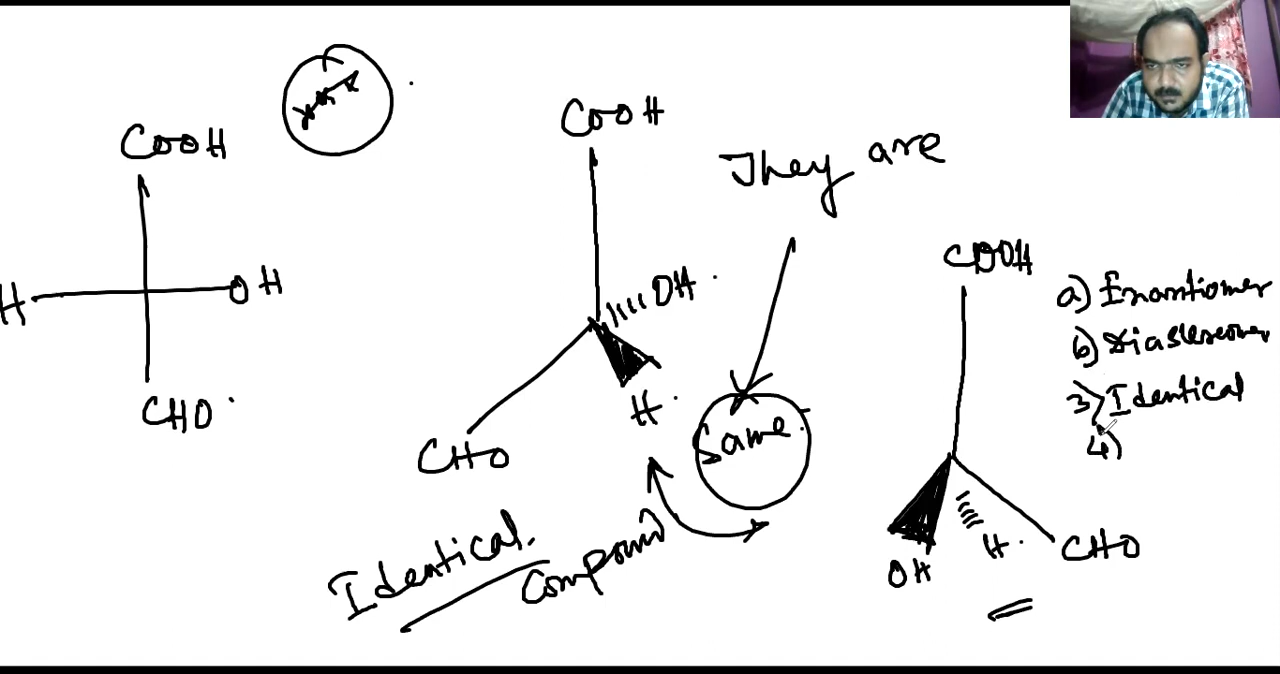 COOH
H OH
CHO
COOH
OH
H
CHO
They are
Same
Identical.
Compound
COOH
OH
H
CHO
a) Enantiomer
b) Diastereomer
3) Identical
4)